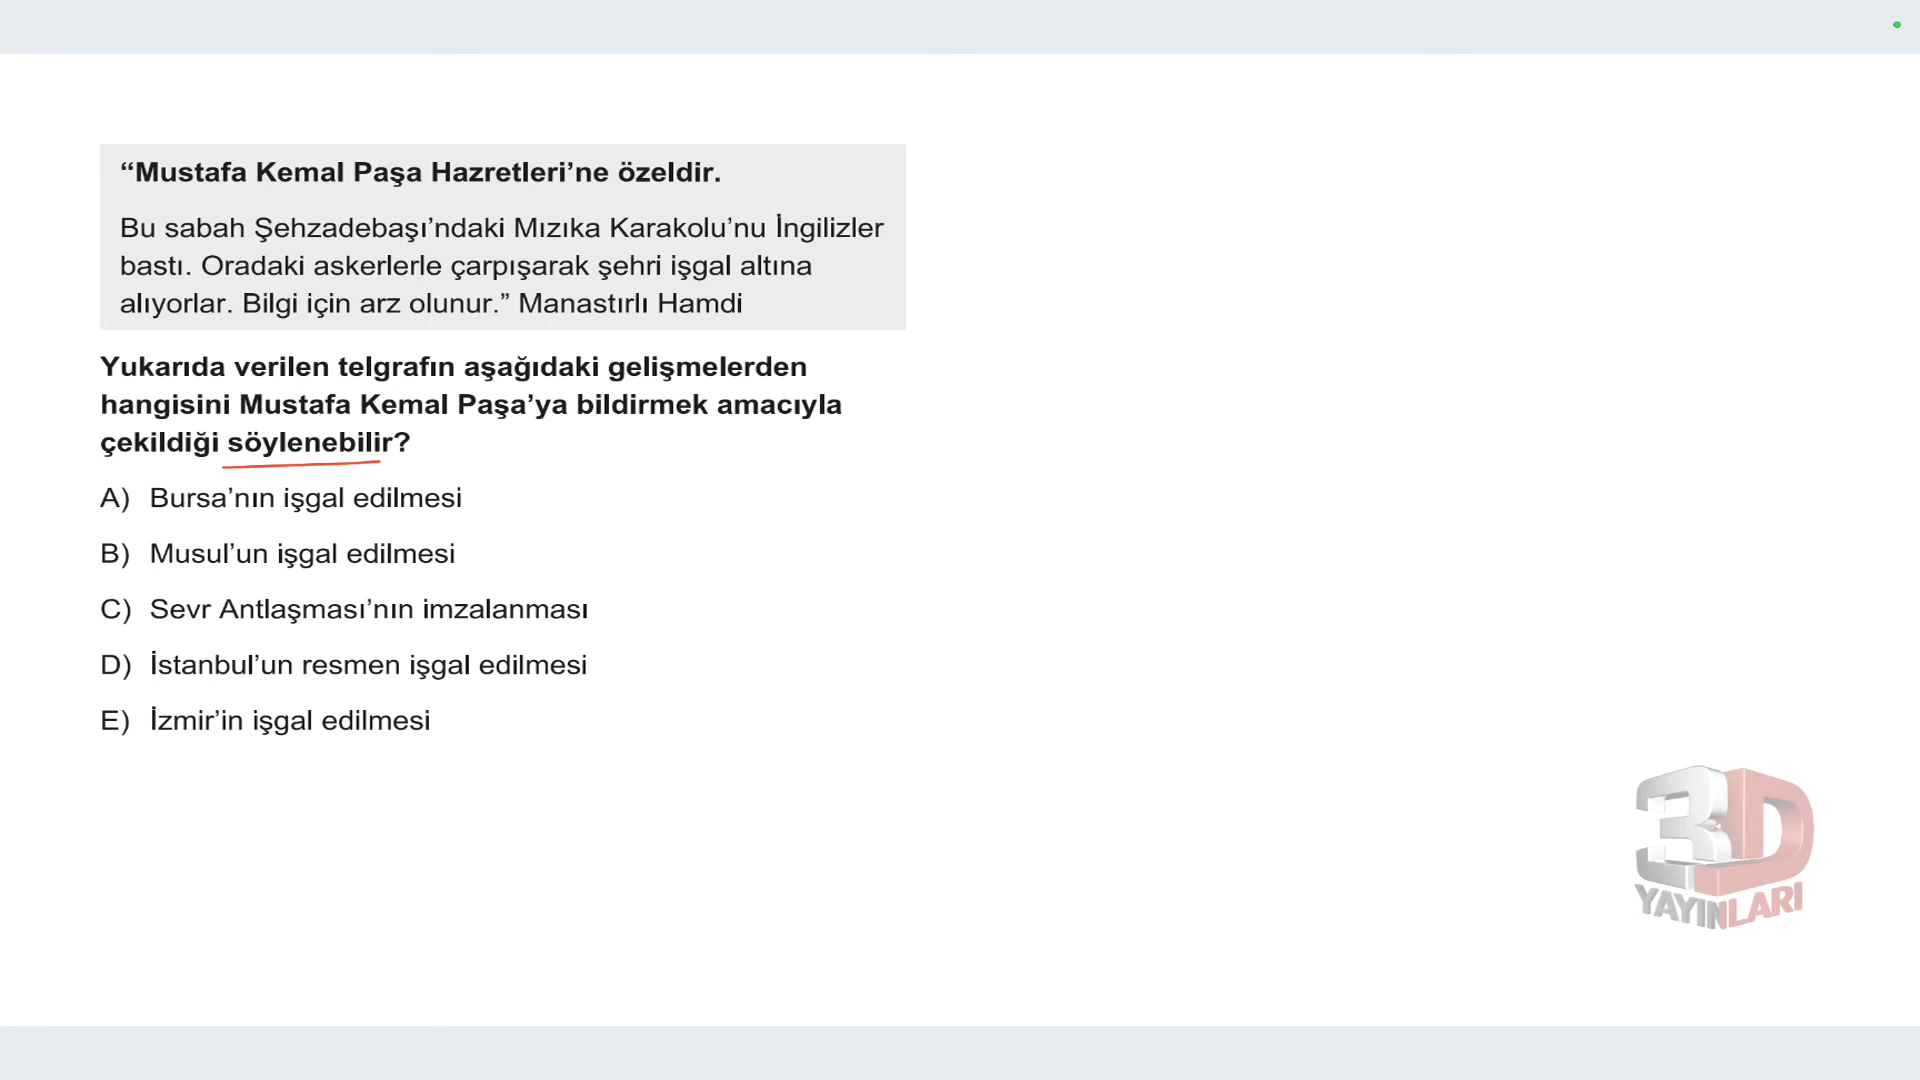 “Mustafa Kemal Paşa Hazretleri’ne özeldir.
Bu sabah Şehzadebaşı’ndaki Mızıka Karakolu’nu İngilizler
bastı. Oradaki askerlerle çarpışarak şehri işgal altına
alıyorlar. Bilgi için arz olunur.” Manastırlı Hamdi
Yukarıda verilen telgrafın aşağıdaki gelişmelerden
hangisini Mustafa Kemal Paşa’ya bildirmek amacıyla
çekildiği söylenebilir?
A) Bursa’nın işgal edilmesi
B) Musul’un işgal edilmesi
C) Sevr Antlaşması’nın imzalanması
D) İstanbul’un resmen işgal edilmesi
E) İzmir’in işgal edilmesi
3D
YAYINLARI